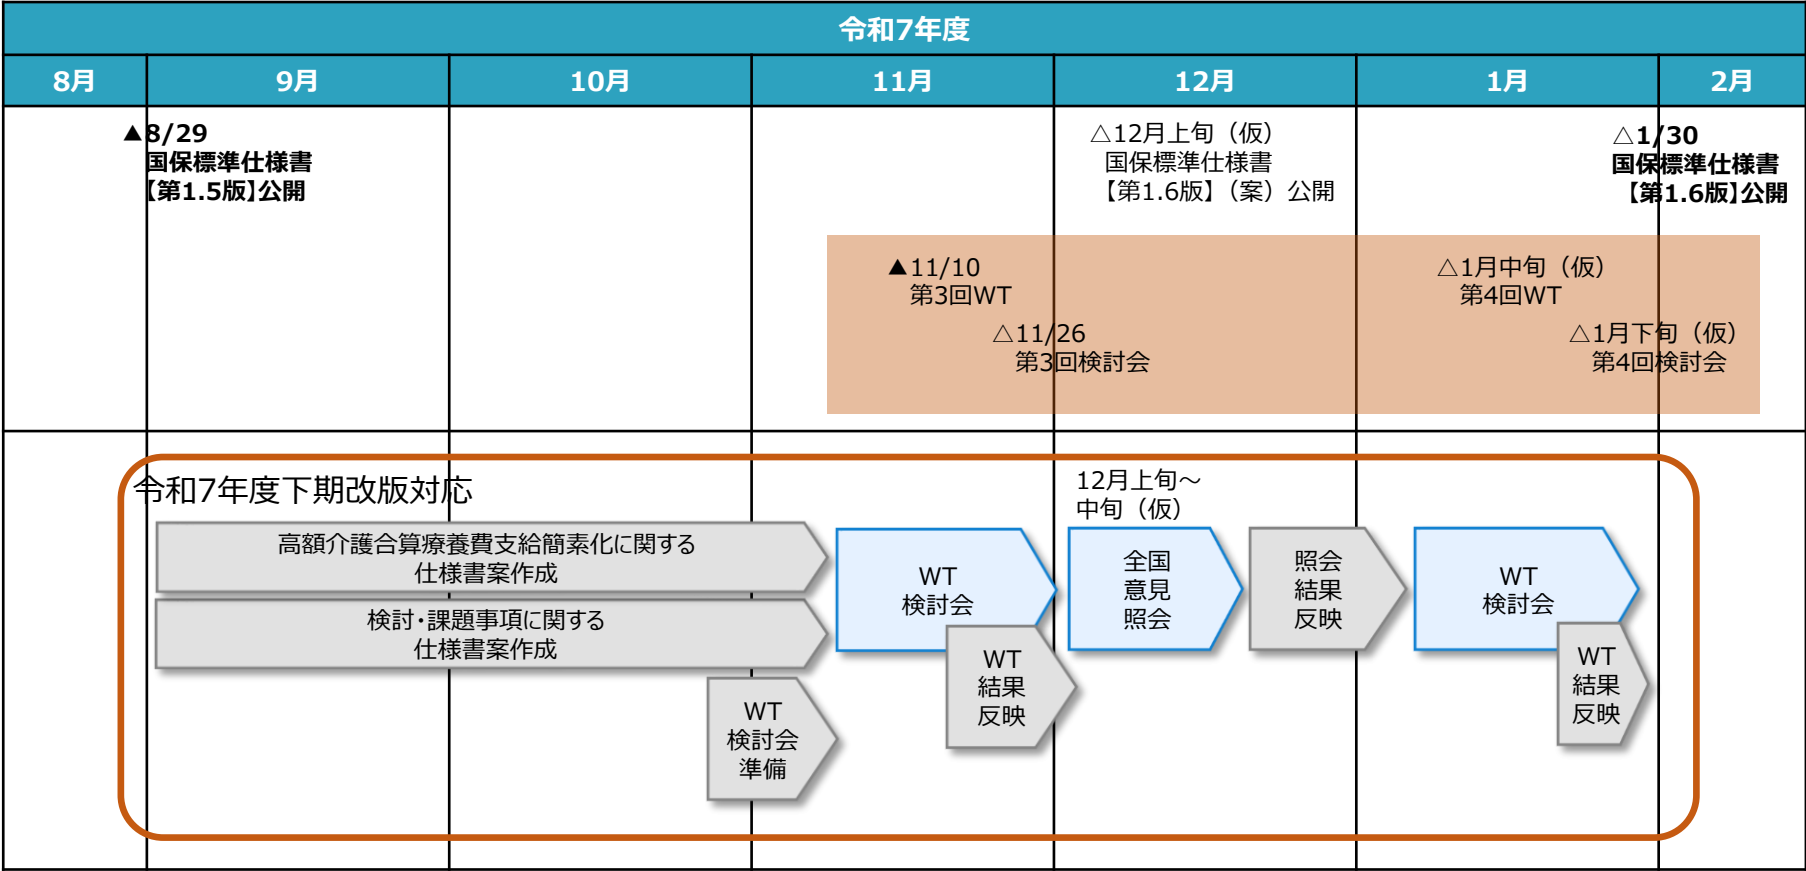 令和7年度
8月
9月
10月
11月
12月
1月
2月
▲8/29
国保標準仕様書
【第1.5版】公開
△12月上旬（仮）
国保標準仕様書
【第1.6版】（案）公開
△1/30
国保標準仕様書
【第1.6版】公開
▲11/10
第3回WT
△11/26
第3回検討会
△1月中旬（仮）
第4回WT
△1月下旬（仮）
第4回検討会
令和7年度下期改版対応
高額介護合算療養費支給簡素化に関する
仕様書案作成
検討・課題事項に関する
仕様書案作成
WT
検討会
準備
WT
検討会
WT
結果
反映
12月上旬～
中旬（仮）
全国
意見
照会
照会
結果
反映
WT
検討会
WT
結果
反映